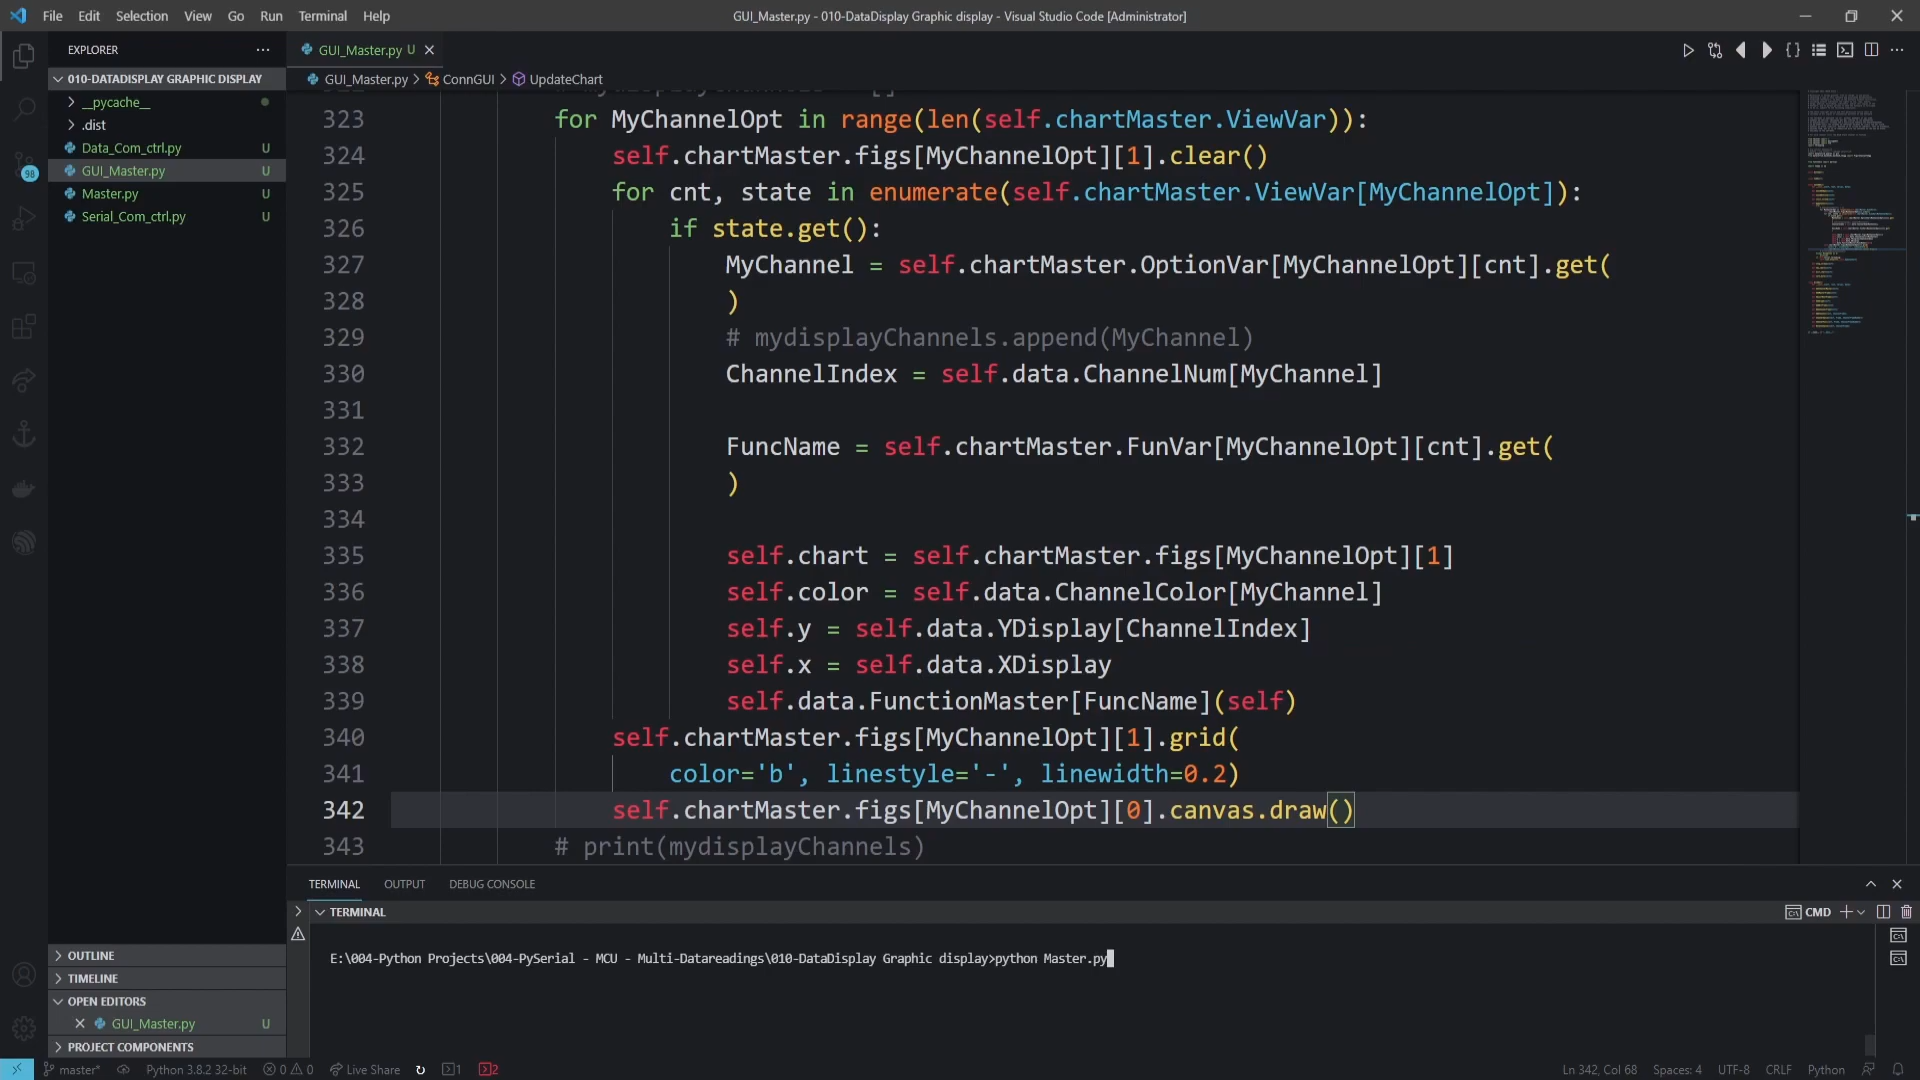 File Edit Selection View Go Run Terminal Help
GUI_Master.py - 010-DataDisplay Graphic display - Visual Studio Code [Administrator]
EXPLORER
010-DATADISPLAY GRAPHIC DISPLAY
__pycache__
.dist
Data_Com_ctrl.py U
GUI_Master.py U
Master.py U
Serial_Com_ctrl.py U
98
OUTLINE
TIMELINE
OPEN EDITORS
GUI_Master.py U
PROJECT COMPONENTS
GUI_Master.py U
GUI_Master.py > ConnGUI > UpdateChart
323 for MyChannelOpt in range(len(self.chartMaster.ViewVar)):
324 self.chartMaster.figs[MyChannelOpt][1].clear()
325 for cnt, state in enumerate(self.chartMaster.ViewVar[MyChannelOpt]):
326 if state.get():
327 MyChannel = self.chartMaster.OptionVar[MyChannelOpt][cnt].get(
328 )
329 # mydisplayChannels.append(MyChannel)
330 ChannelIndex = self.data.ChannelNum[MyChannel]
331
332 FuncName = self.chartMaster.FunVar[MyChannelOpt][cnt].get(
333 )
334
335 self.chart = self.chartMaster.figs[MyChannelOpt][1]
336 self.color = self.data.ChannelColor[MyChannel]
337 self.y = self.data.YDisplay[ChannelIndex]
338 self.x = self.data.XDisplay
339 self.data.FunctionMaster[FuncName](self)
340 self.chartMaster.figs[MyChannelOpt][1].grid(
341 color='b', linestyle='-', linewidth=0.2)
342 self.chartMaster.figs[MyChannelOpt][0].canvas.draw()
343 # print(mydisplayChannels)
TERMINAL OUTPUT DEBUG CONSOLE
TERMINAL
CMD
E:\004-Python Projects\004-PySerial - MCU - Multi-Datareadings\010-DataDisplay Graphic display>python Master.py
master* Python 3.8.2 32-bit 0 0 Live Share 1 2
Ln 342, Col 68 Spaces: 4 UTF-8 CRLF Python